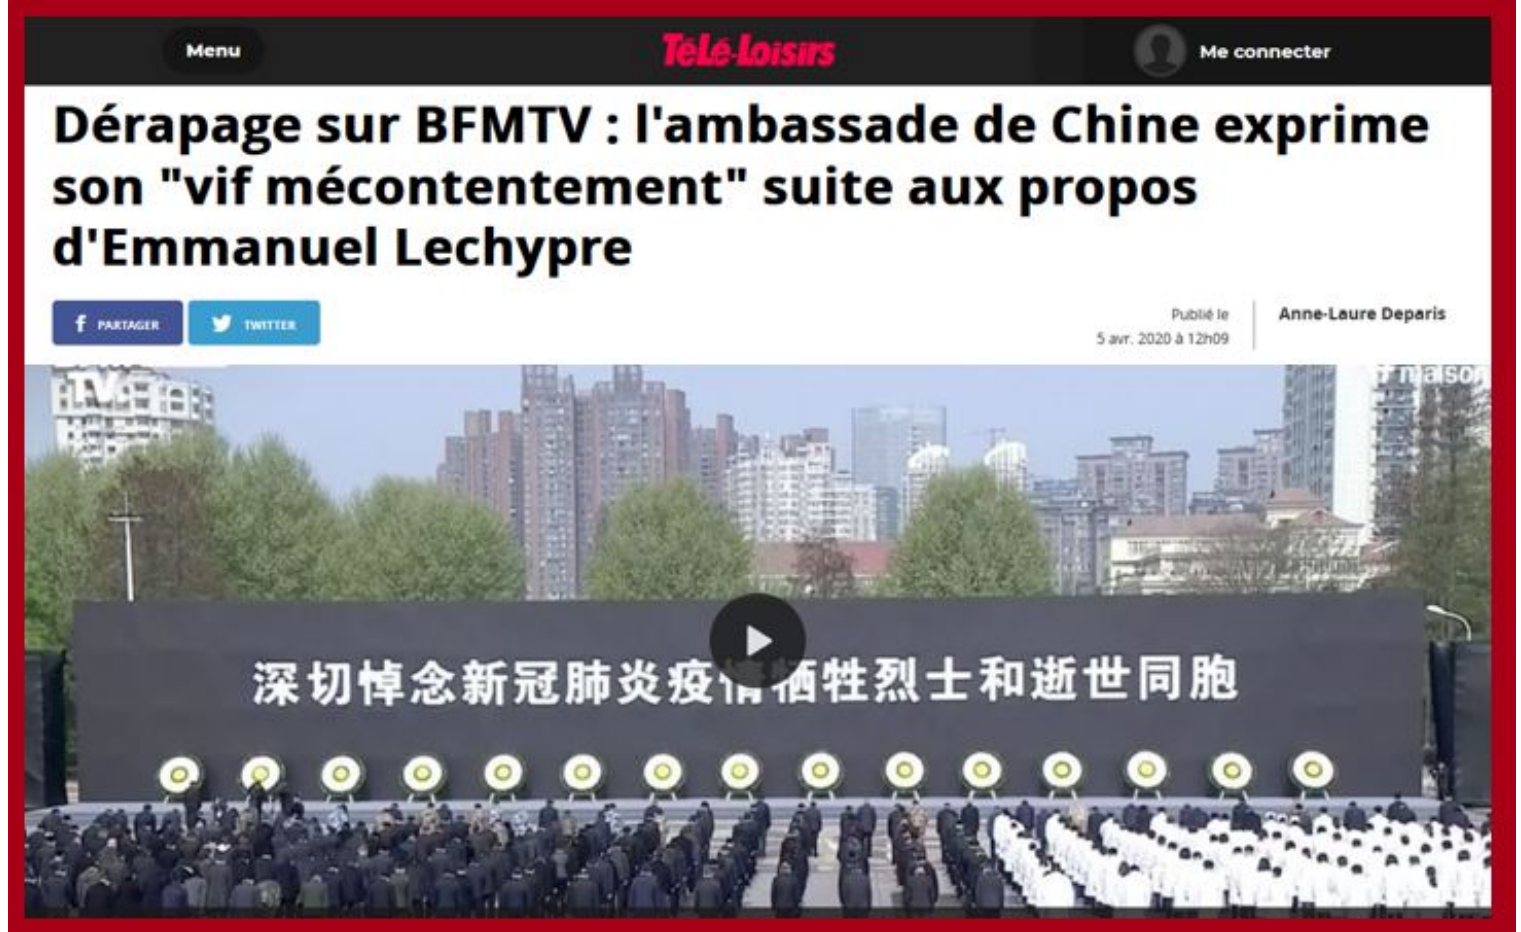 Menu
Télé-Loisirs
Me connecter
Dérapage sur BFMTV : l'ambassade de Chine exprime
son "vif mécontentement" suite aux propos
d'Emmanuel Lechypre
f PARTAGER
TWITTER
Publié le
5 avr. 2020 à 12h09
Anne-Laure Deparis
TV
maison
深切悼念新冠肺炎疫情牺牲烈士和逝世同胞